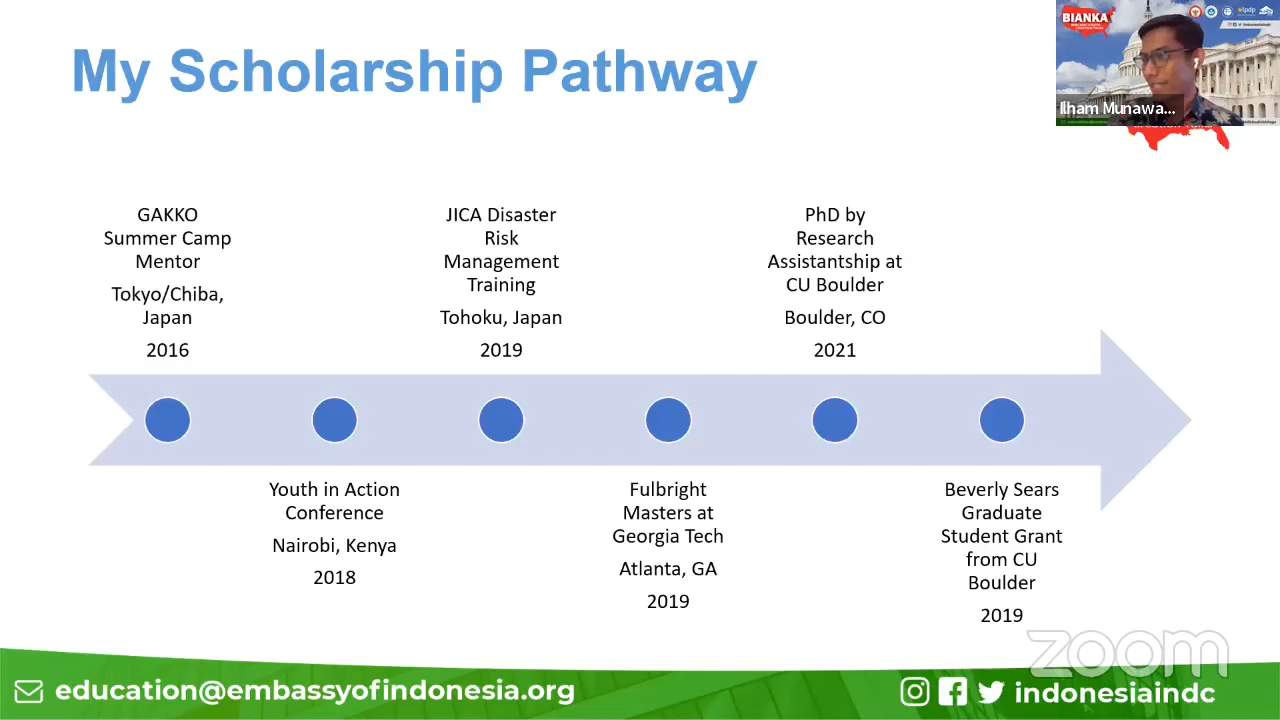 My Scholarship Pathway
BIANKA
lpdp
Ilham Munawa...
GAKKO
Summer Camp
Mentor
Tokyo/Chiba,
Japan
2016
JICA Disaster
Risk
Management
Training
Tohoku, Japan
2019
PhD by
Research
Assistantship at
CU Boulder
Boulder, CO
2021
Youth in Action
Conference
Nairobi, Kenya
2018
Fulbright
Masters at
Georgia Tech
Atlanta, GA
2019
Beverly Sears
Graduate
Student Grant
from CU
Boulder
2019
zoom
education@embassyofindonesia.org
indonesiaindc